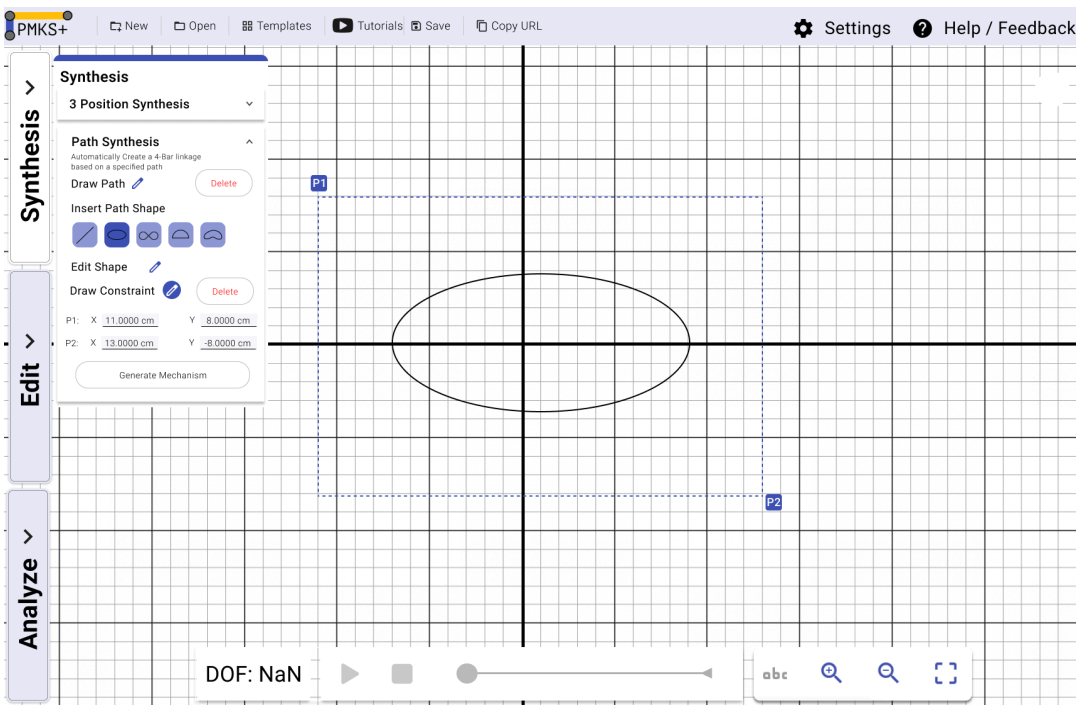 PMKS+ New Open Templates Tutorials Save Copy URL Settings Help / Feedback
Synthesis
Edit
Analyze
Synthesis
3 Position Synthesis
Path Synthesis
Automatically Create a 4-Bar linkage
based on a specified path
Draw Path Delete
Insert Path Shape
Edit Shape
Draw Constraint Delete
P1: X 11.0000 cm Y 8.0000 cm
P2: X 13.0000 cm Y -8.0000 cm
Generate Mechanism
P1
P2
DOF: NaN
abc